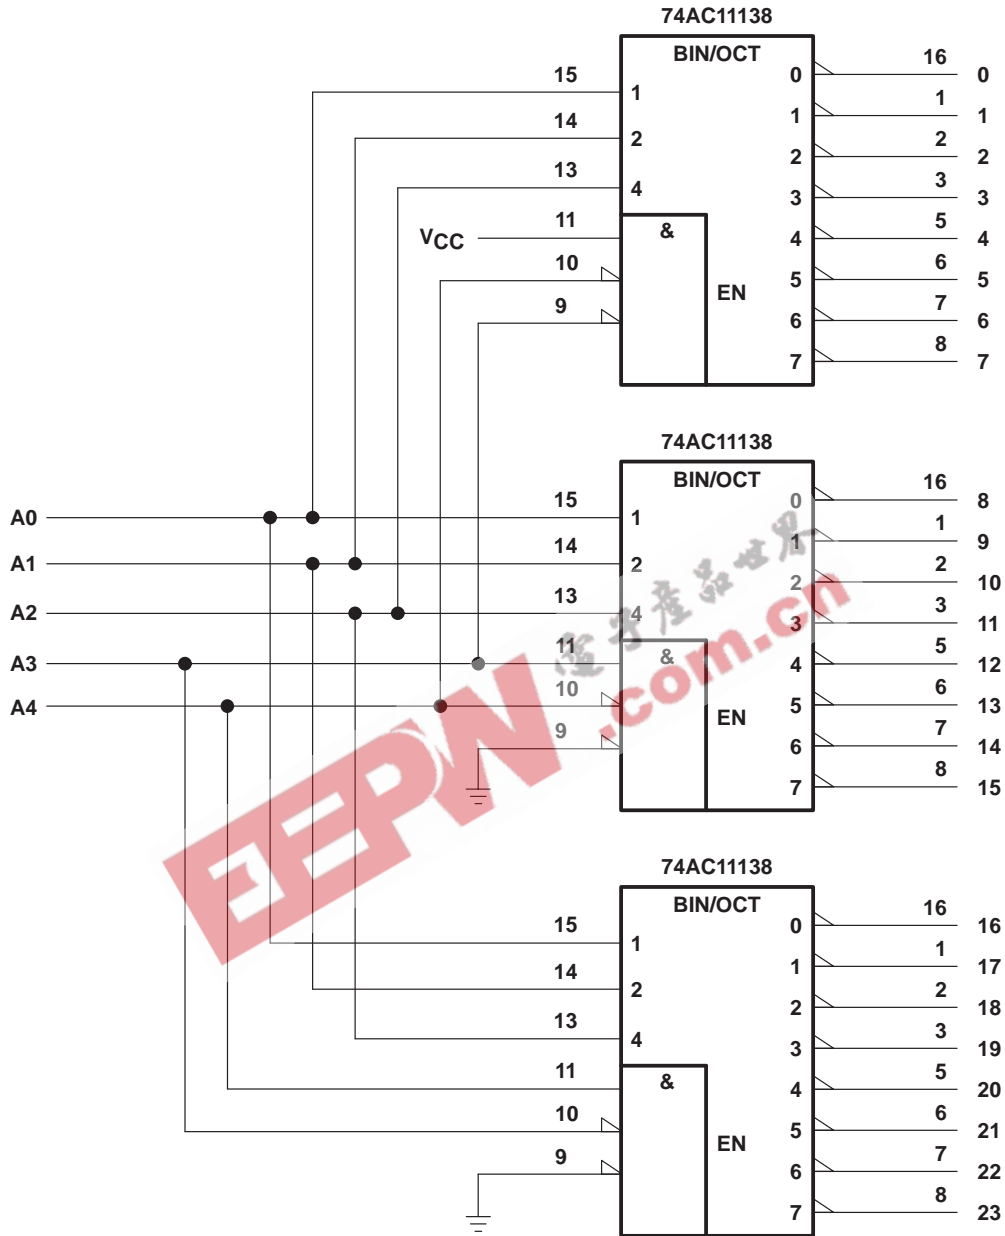 74AC11138
BIN/OCT
15 1 0 16 0
14 2 1 1 1
13 4 2 2 2
3 3 3
VCC 11 & 4 5 4
10 EN 5 6 5
9 6 7 6
7 8 7
74AC11138
BIN/OCT
A0 15 1 0 16 8
A1 14 2 1 1 9
A2 13 4 2 2 10
3 3 11
A3 11 & 4 5 12
A4 10 EN 5 6 13
9 6 7 14
7 8 15
電子產品世界
EEPW .com.cn
74AC11138
BIN/OCT
15 1 0 16 16
14 2 1 1 17
13 4 2 2 18
3 3 19
11 & 4 5 20
10 EN 5 6 21
9 6 7 22
7 8 23